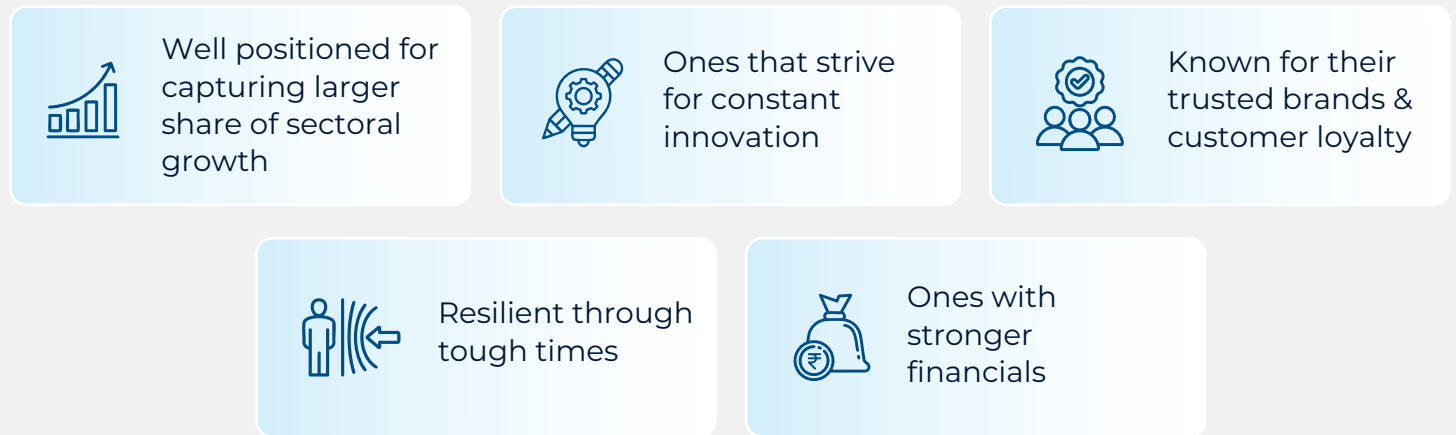 Well positioned for
capturing larger
share of sectoral
growth
Ones that strive
for constant
innovation
Known for their
trusted brands &
customer loyalty
Resilient through
tough times
₹
Ones with
stronger
financials